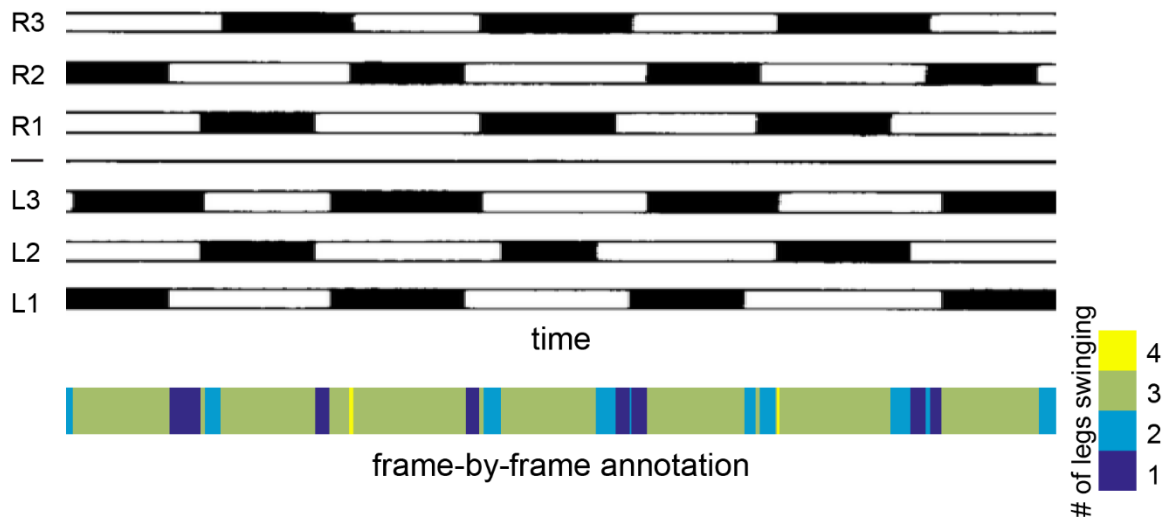 R3
R2
R1
L3
L2
L1
time
frame-by-frame annotation
# of legs swinging
4
3
2
1